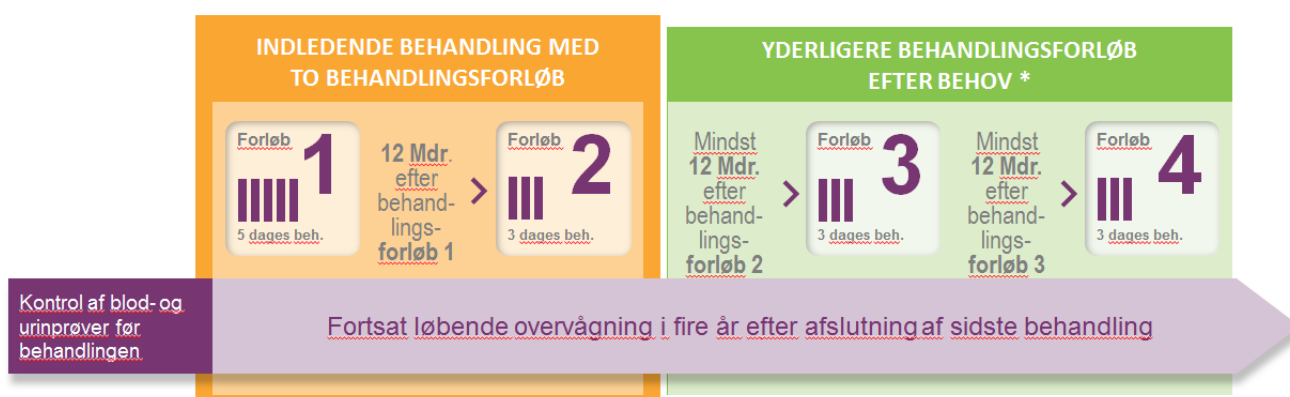 INDLEDENDE BEHANDLING MED
TO BEHANDLINGSFORLØB
YDERLIGERE BEHANDLINGSFORLØB
EFTER BEHOV *
Forløb
1
5 dages beh.
12 Mdr.
efter
behand-
lings-
forløb 1
Forløb
2
3 dages beh.
Mindst
12 Mdr.
efter
behand-
lings-
forløb 2
Forløb
3
3 dages beh.
Mindst
12 Mdr.
efter
behand-
lings-
forløb 3
Forløb
4
3 dages beh.
Kontrol af blod- og
urinprøver før
behandlingen
Fortsat løbende overvågning i fire år efter afslutning af sidste behandling